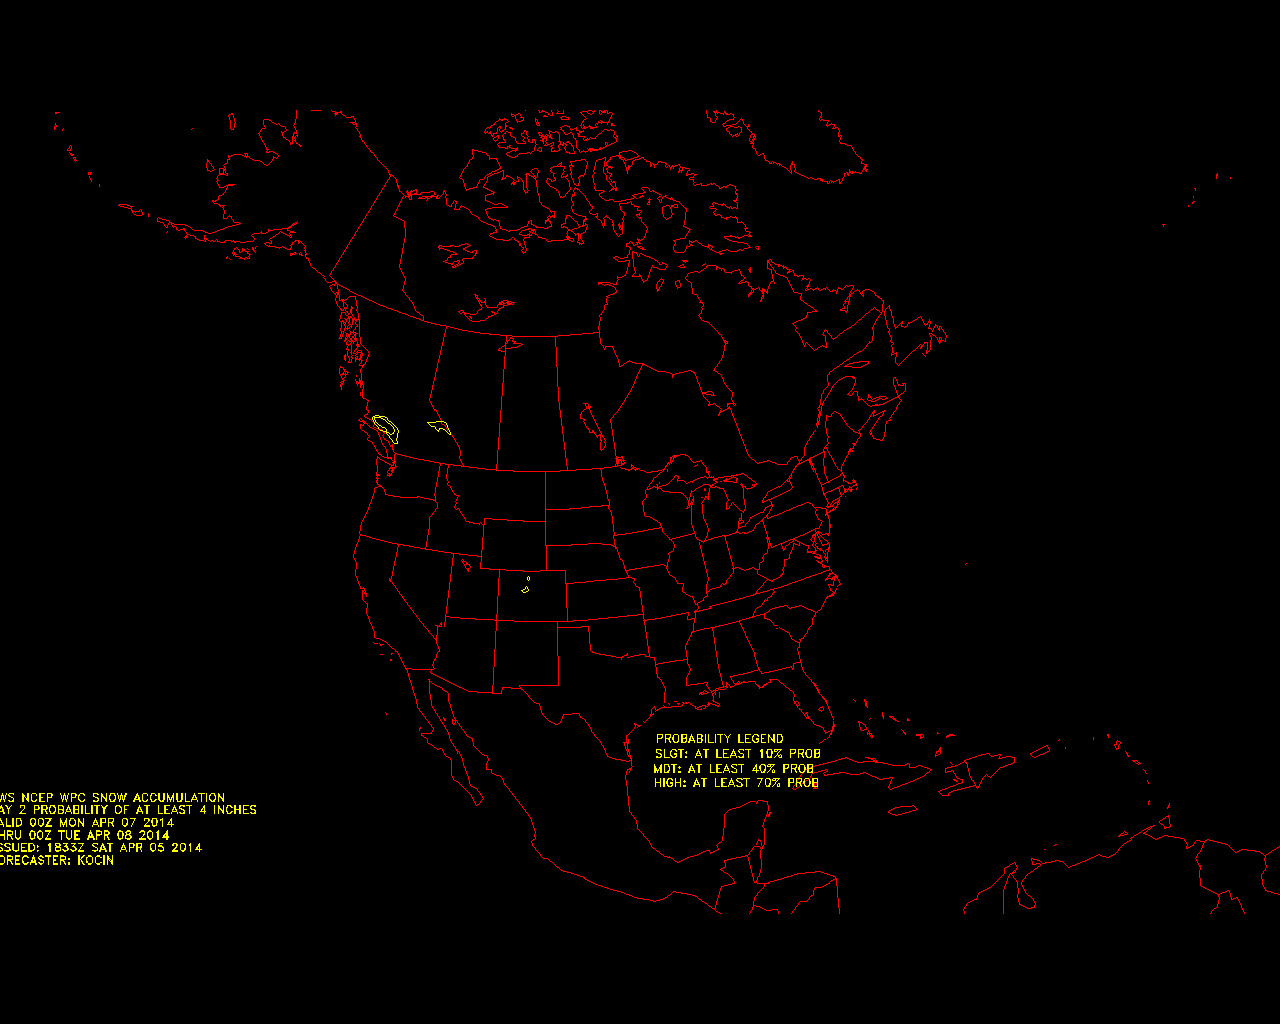 PROBABILITY LEGEND
SLGT: AT LEAST 10% PROB
MDT: AT LEAST 40% PROB
HIGH: AT LEAST 70% PROB
WS NCEP WPC SNOW ACCUMULATION
AY 2 PROBABILITY OF AT LEAST 4 INCHES
ALID 00Z MON APR 07 2014
HRU 00Z TUE APR 08 2014
SSUED: 1833Z SAT APR 05 2014
ORECASTER: KOCIN